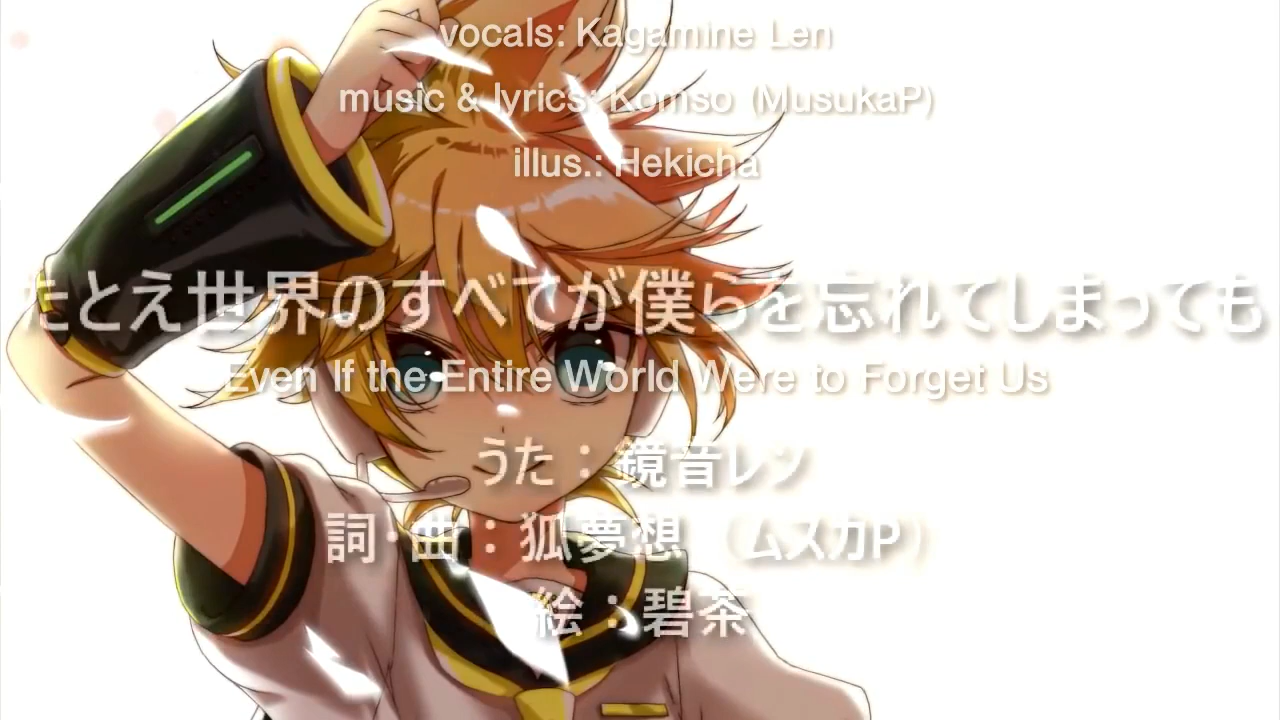 vocals: Kagamine Len
music & lyrics: Komso (MusukaP)
illus.: Hekicha
たとえ世界のすべてが僕らを忘れてしまっても
Even If the Entire World Were to Forget Us
うた：鏡音レン
詞·曲：狐夢想（ムスカP）
絵：碧茶